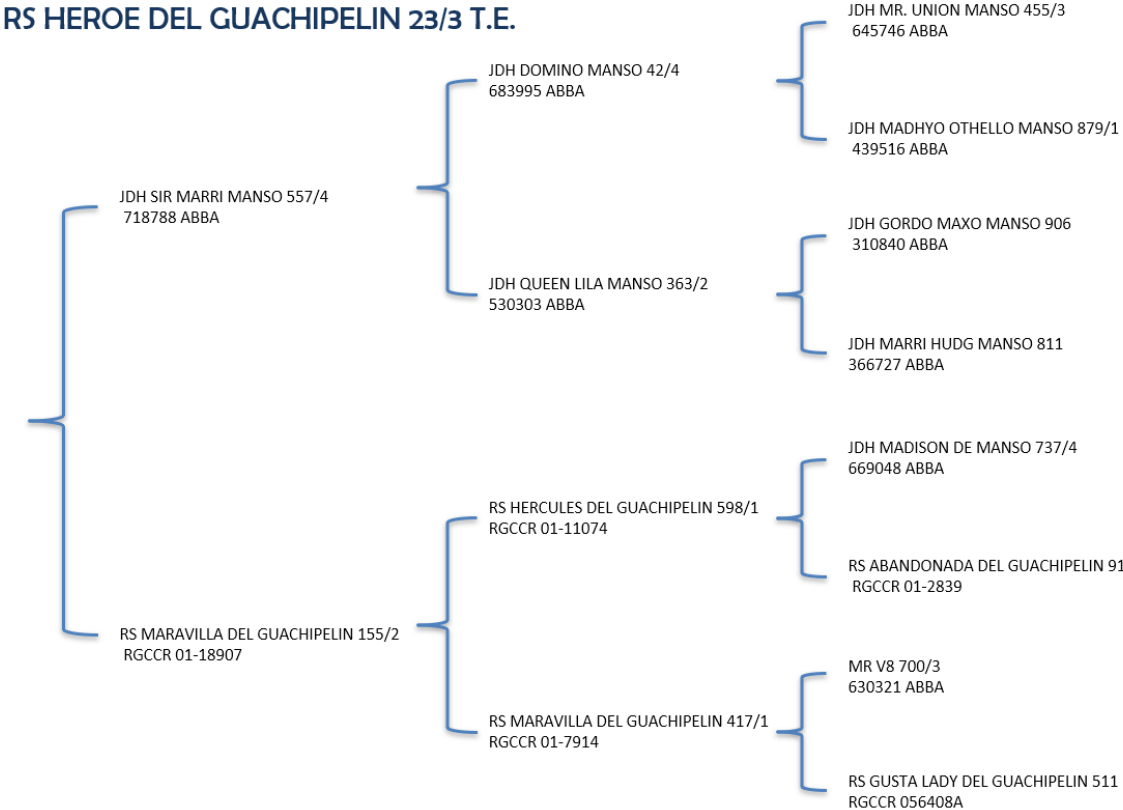 RS HEROE DEL GUACHIPELIN 23/3 T.E.
JDH MR. UNION MANSO 455/3
645746 ABBA
JDH DOMINO MANSO 42/4
683995 ABBA
JDH MADHYO OTHELLO MANSO 879/1
439516 ABBA
JDH SIR MARRI MANSO 557/4
718788 ABBA
JDH GORDO MAXO MANSO 906
310840 ABBA
JDH QUEEN LILA MANSO 363/2
530303 ABBA
JDH MARRI HUDG MANSO 811
366727 ABBA
JDH MADISON DE MANSO 737/4
669048 ABBA
RS HERCULES DEL GUACHIPELIN 598/1
RGCCR 01-11074
RS ABANDONADA DEL GUACHIPELIN 91
RGCCR 01-2839
RS MARAVILLA DEL GUACHIPELIN 155/2
RGCCR 01-18907
MR V8 700/3
630321 ABBA
RS MARAVILLA DEL GUACHIPELIN 417/1
RGCCR 01-7914
RS GUSTA LADY DEL GUACHIPELIN 511
RGCCR 056408A